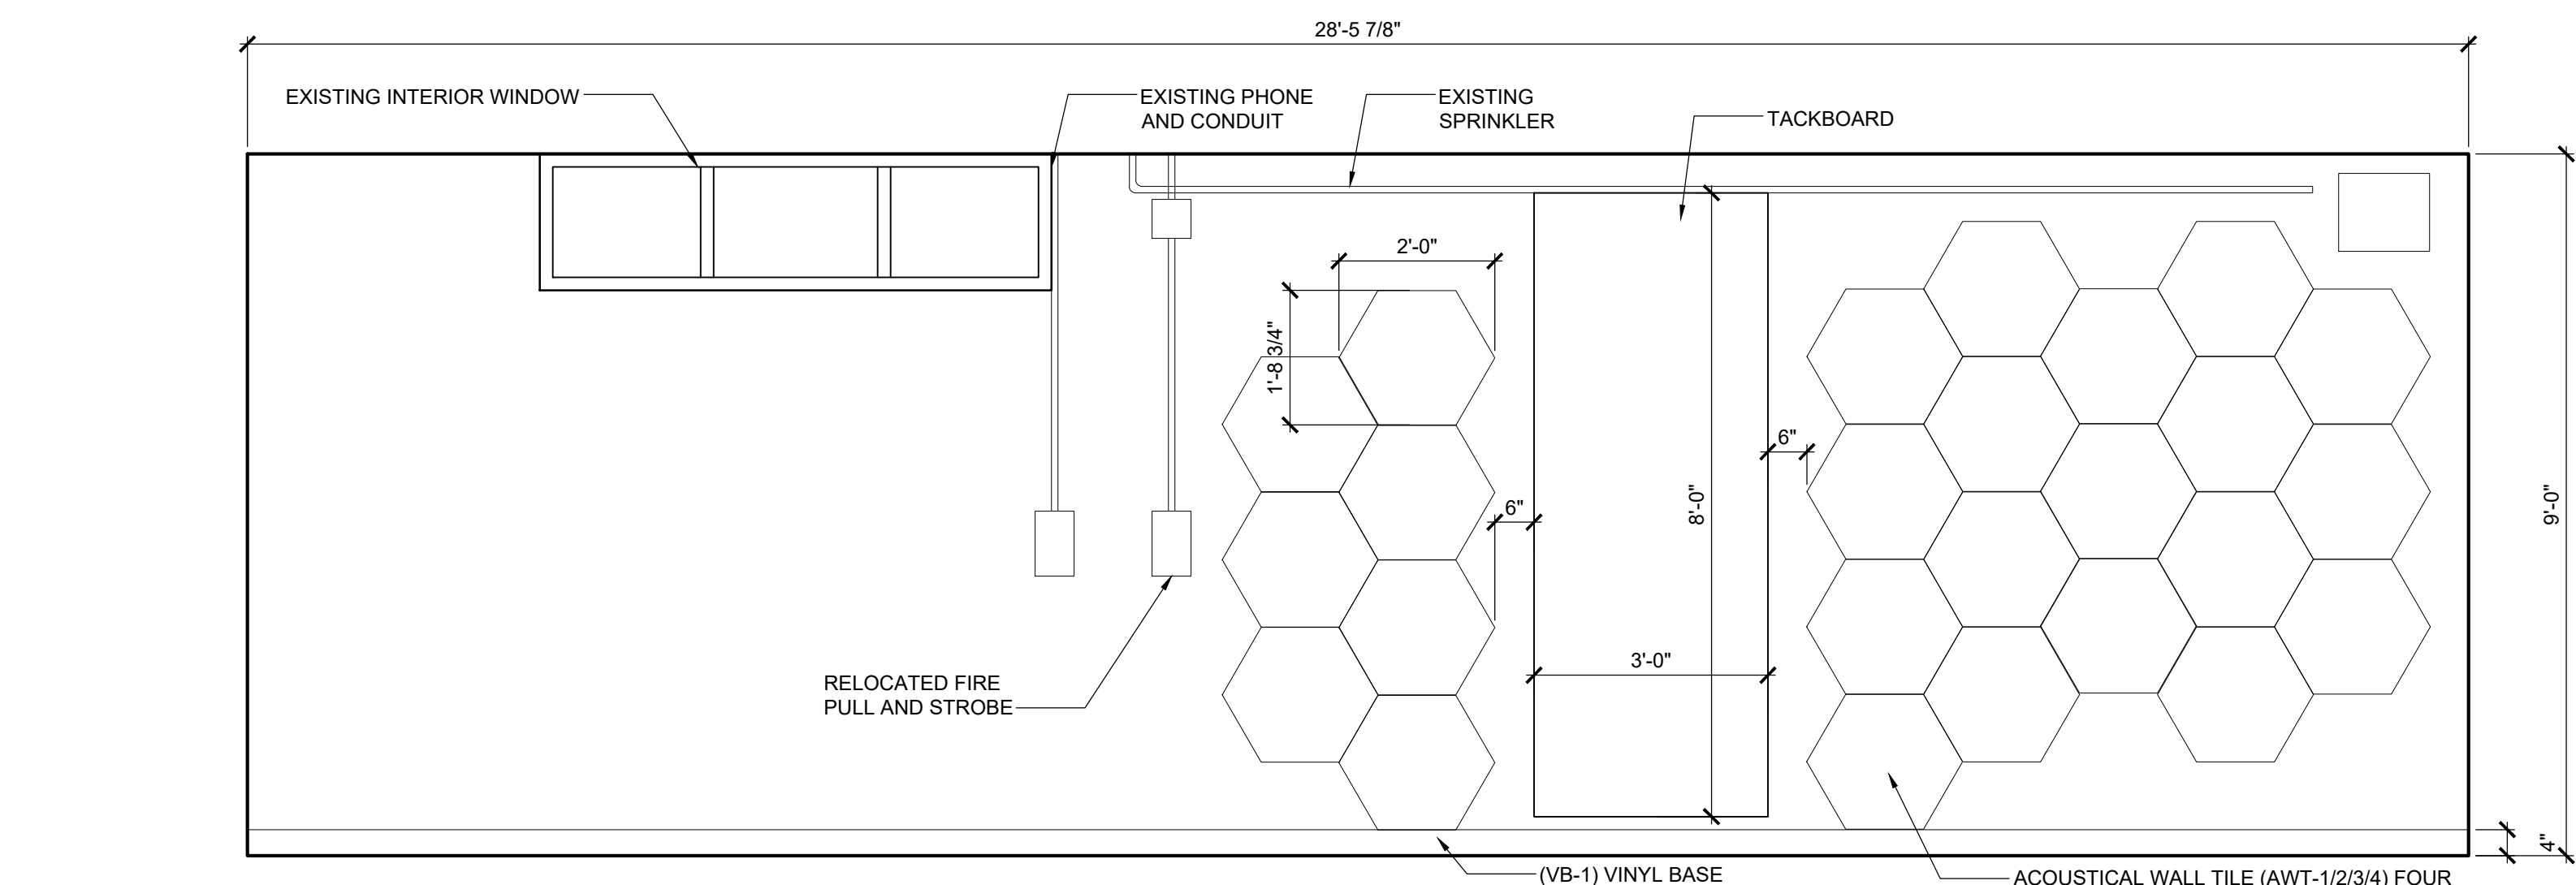 28'-5 7/8"
EXISTING INTERIOR WINDOW
EXISTING PHONE
AND CONDUIT
EXISTING
SPRINKLER
TACKBOARD
2'-0"
1'-8 3/4"
6"
6"
8'-0"
9'-0"
3'-0"
RELOCATED FIRE
PULL AND STROBE
4"
(VB-1) VINYL BASE
ACOUSTICAL WALL TILE (AWT-1/2/3/4) FOUR